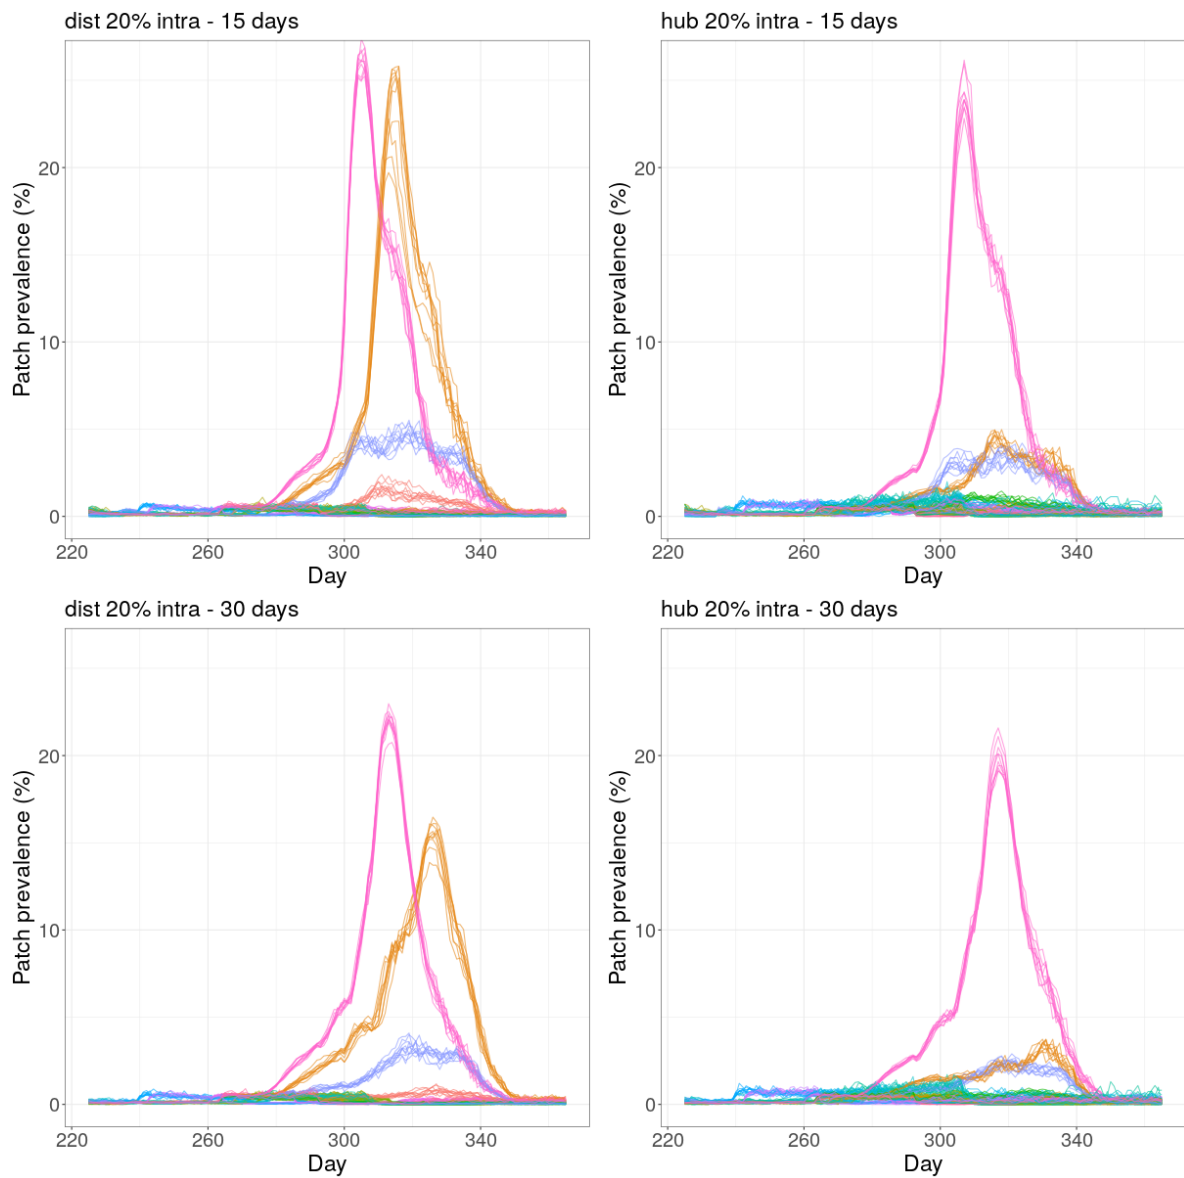 dist 20% intra - 15 days
Patch prevalence (%)
20
10
0
220 260 300 340
Day
hub 20% intra - 15 days
Patch prevalence (%)
20
10
0
220 260 300 340
Day
dist 20% intra - 30 days
Patch prevalence (%)
20
10
0
220 260 300 340
Day
hub 20% intra - 30 days
Patch prevalence (%)
20
10
0
220 260 300 340
Day